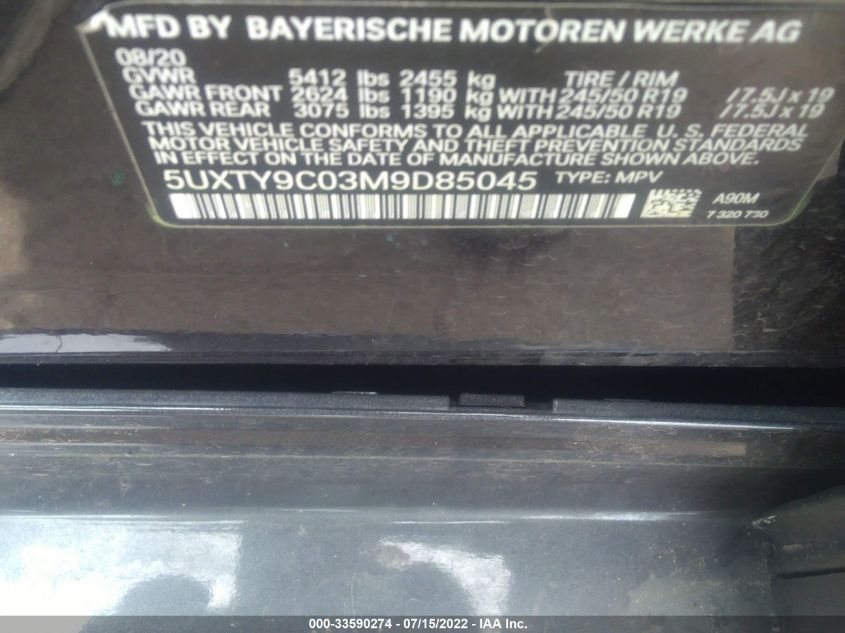 MFD BY BAYERISCHE MOTOREN WERKE AG
08/20
GVWR 5412 lbs 2455 kg TIRE / RIM
GAWR FRONT 2624 lbs 1190 kg WITH 245/50 R19 / 7.5J x 19
GAWR REAR 3075 lbs 1395 kg WITH 245/50 R19 / 7.5J x 19
THIS VEHICLE CONFORMS TO ALL APPLICABLE U. S. FEDERAL
MOTOR VEHICLE SAFETY AND THEFT PREVENTION STANDARDS
IN EFFECT ON THE DATE OF MANUFACTURE SHOWN ABOVE.
5UXTY9C03M9D85045 TYPE: MPV
A90M
7 320 730
000-33590274 - 07/15/2022 - IAA Inc.